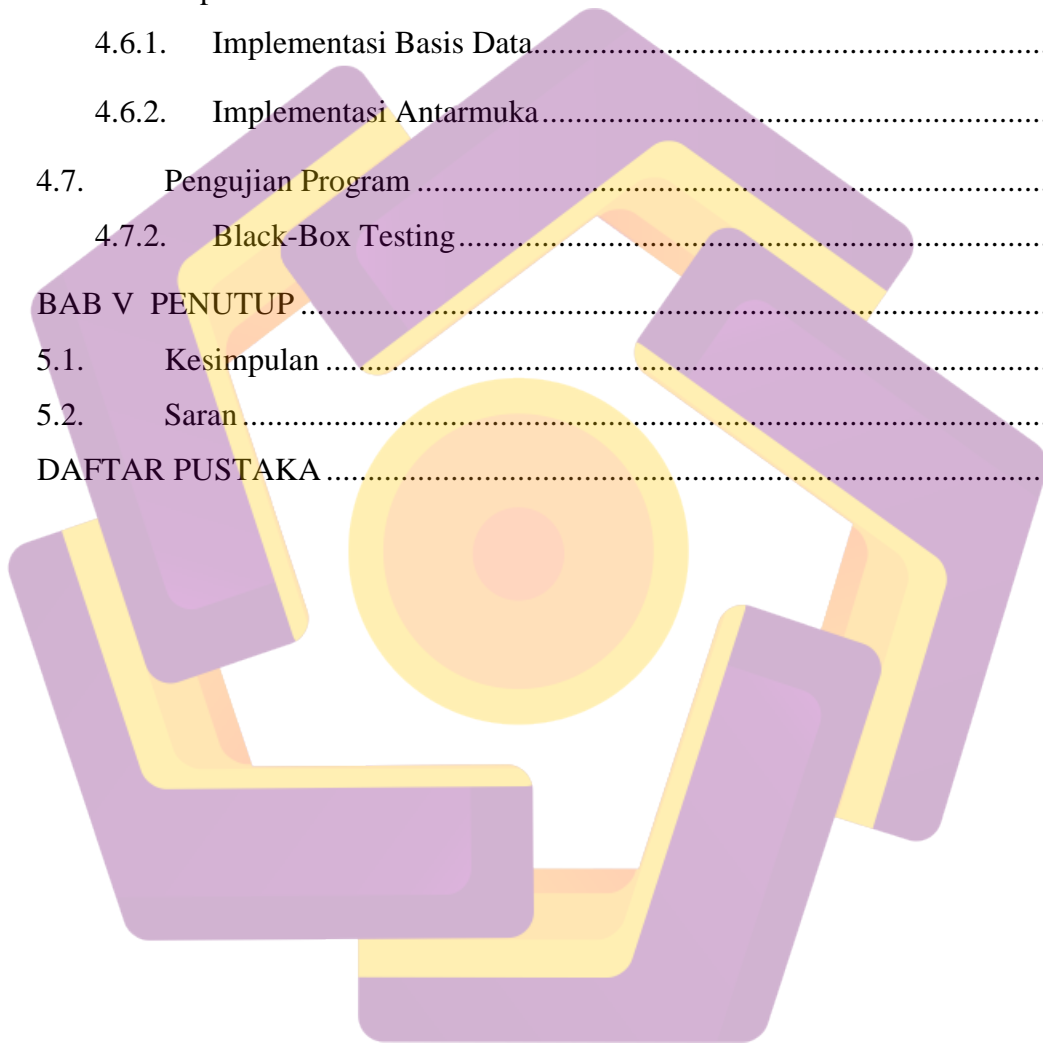 4.6.1. Implementasi Basis Data........................................................................
4.6.2. Implementasi Antarmuka.......................................................................
4.7. Pengujian Program ................................................................................
4.7.2. Black-Box Testing..................................................................................
BAB V PENUTUP ...............................................................................................
5.1. Kesimpulan ............................................................................................
5.2. Saran ......................................................................................................
DAFTAR PUSTAKA ............................................................................................